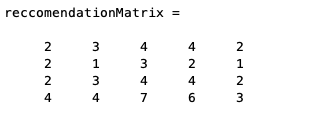 reccomendationMatrix =
2 3 4 4 2
2 1 3 2 1
2 3 4 4 2
4 4 7 6 3